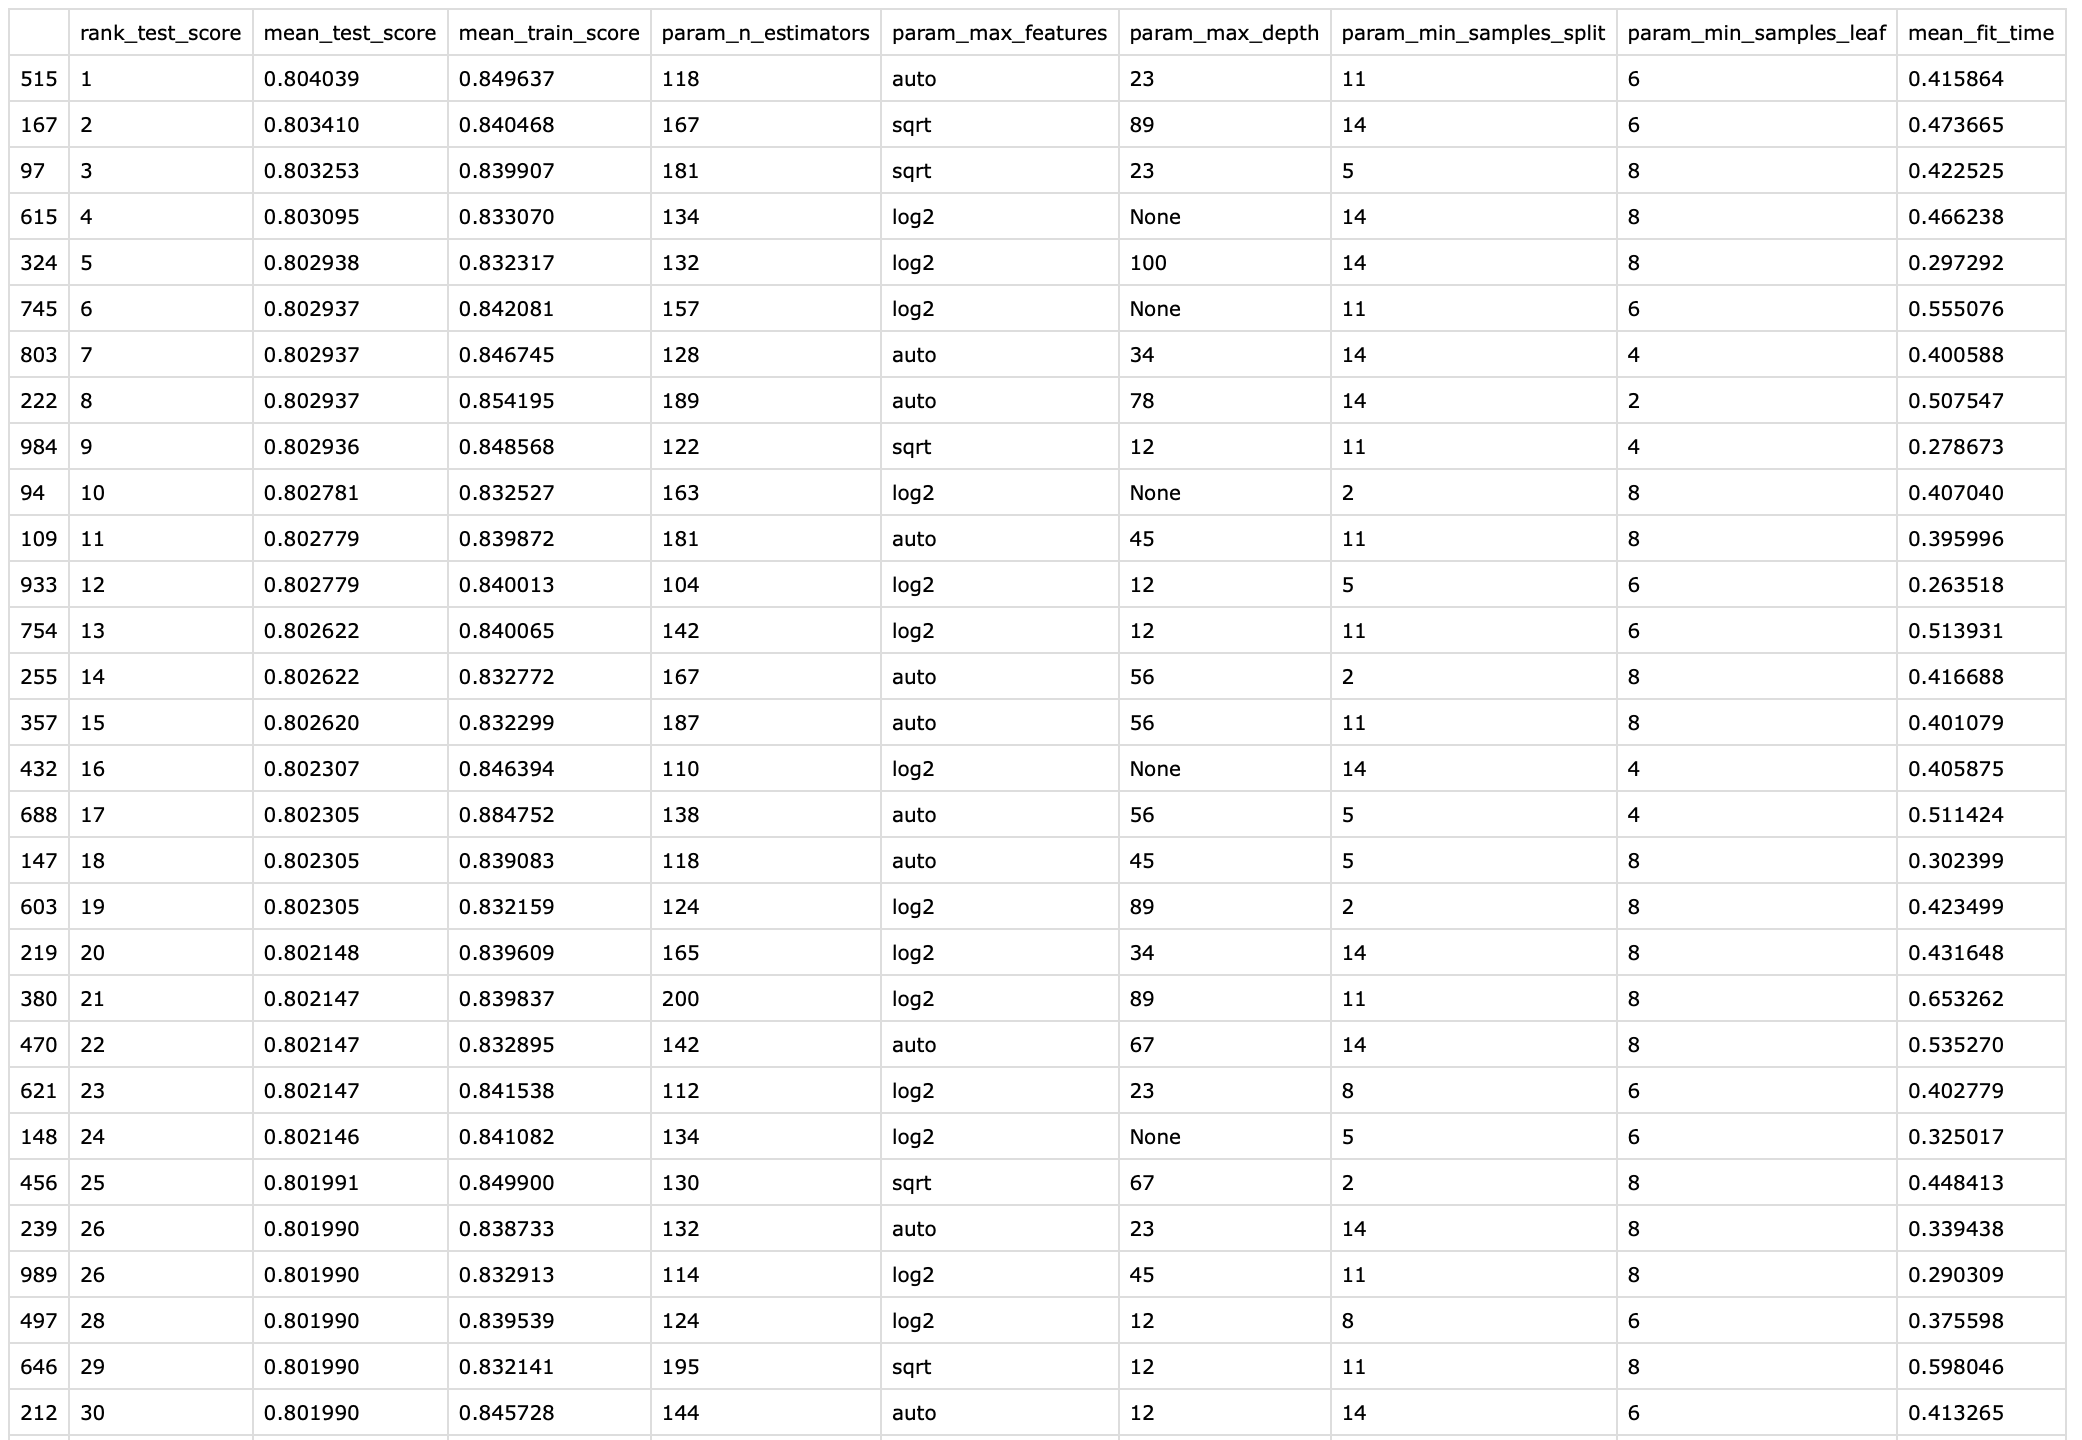 rank_test_score mean_test_score mean_train_score param_n_estimators param_max_features param_max_depth param_min_samples_split param_min_samples_leaf mean_fit_time
515 1 0.804039 0.849637 118 auto 23 11 6 0.415864
167 2 0.803410 0.840468 167 sqrt 89 14 6 0.473665
97 3 0.803253 0.839907 181 sqrt 23 5 8 0.422525
615 4 0.803095 0.833070 134 log2 None 14 8 0.466238
324 5 0.802938 0.832317 132 log2 100 14 8 0.297292
745 6 0.802937 0.842081 157 log2 None 11 6 0.555076
803 7 0.802937 0.846745 128 auto 34 14 4 0.400588
222 8 0.802937 0.854195 189 auto 78 14 2 0.507547
984 9 0.802936 0.848568 122 sqrt 12 11 4 0.278673
94 10 0.802781 0.832527 163 log2 None 2 8 0.407040
109 11 0.802779 0.839872 181 auto 45 11 8 0.395996
933 12 0.802779 0.840013 104 log2 12 5 6 0.263518
754 13 0.802622 0.840065 142 log2 12 11 6 0.513931
255 14 0.802622 0.832772 167 auto 56 2 8 0.416688
357 15 0.802620 0.832299 187 auto 56 11 8 0.401079
432 16 0.802307 0.846394 110 log2 None 14 4 0.405875
688 17 0.802305 0.884752 138 auto 56 5 4 0.511424
147 18 0.802305 0.839083 118 auto 45 5 8 0.302399
603 19 0.802305 0.832159 124 log2 89 2 8 0.423499
219 20 0.802148 0.839609 165 log2 34 14 8 0.431648
380 21 0.802147 0.839837 200 log2 89 11 8 0.653262
470 22 0.802147 0.832895 142 auto 67 14 8 0.535270
621 23 0.802147 0.841538 112 log2 23 8 6 0.402779
148 24 0.802146 0.841082 134 log2 None 5 6 0.325017
456 25 0.801991 0.849900 130 sqrt 67 2 8 0.448413
239 26 0.801990 0.838733 132 auto 23 14 8 0.339438
989 26 0.801990 0.832913 114 log2 45 11 8 0.290309
497 28 0.801990 0.839539 124 log2 12 8 6 0.375598
646 29 0.801990 0.832141 195 sqrt 12 11 8 0.598046
212 30 0.801990 0.845728 144 auto 12 14 6 0.413265